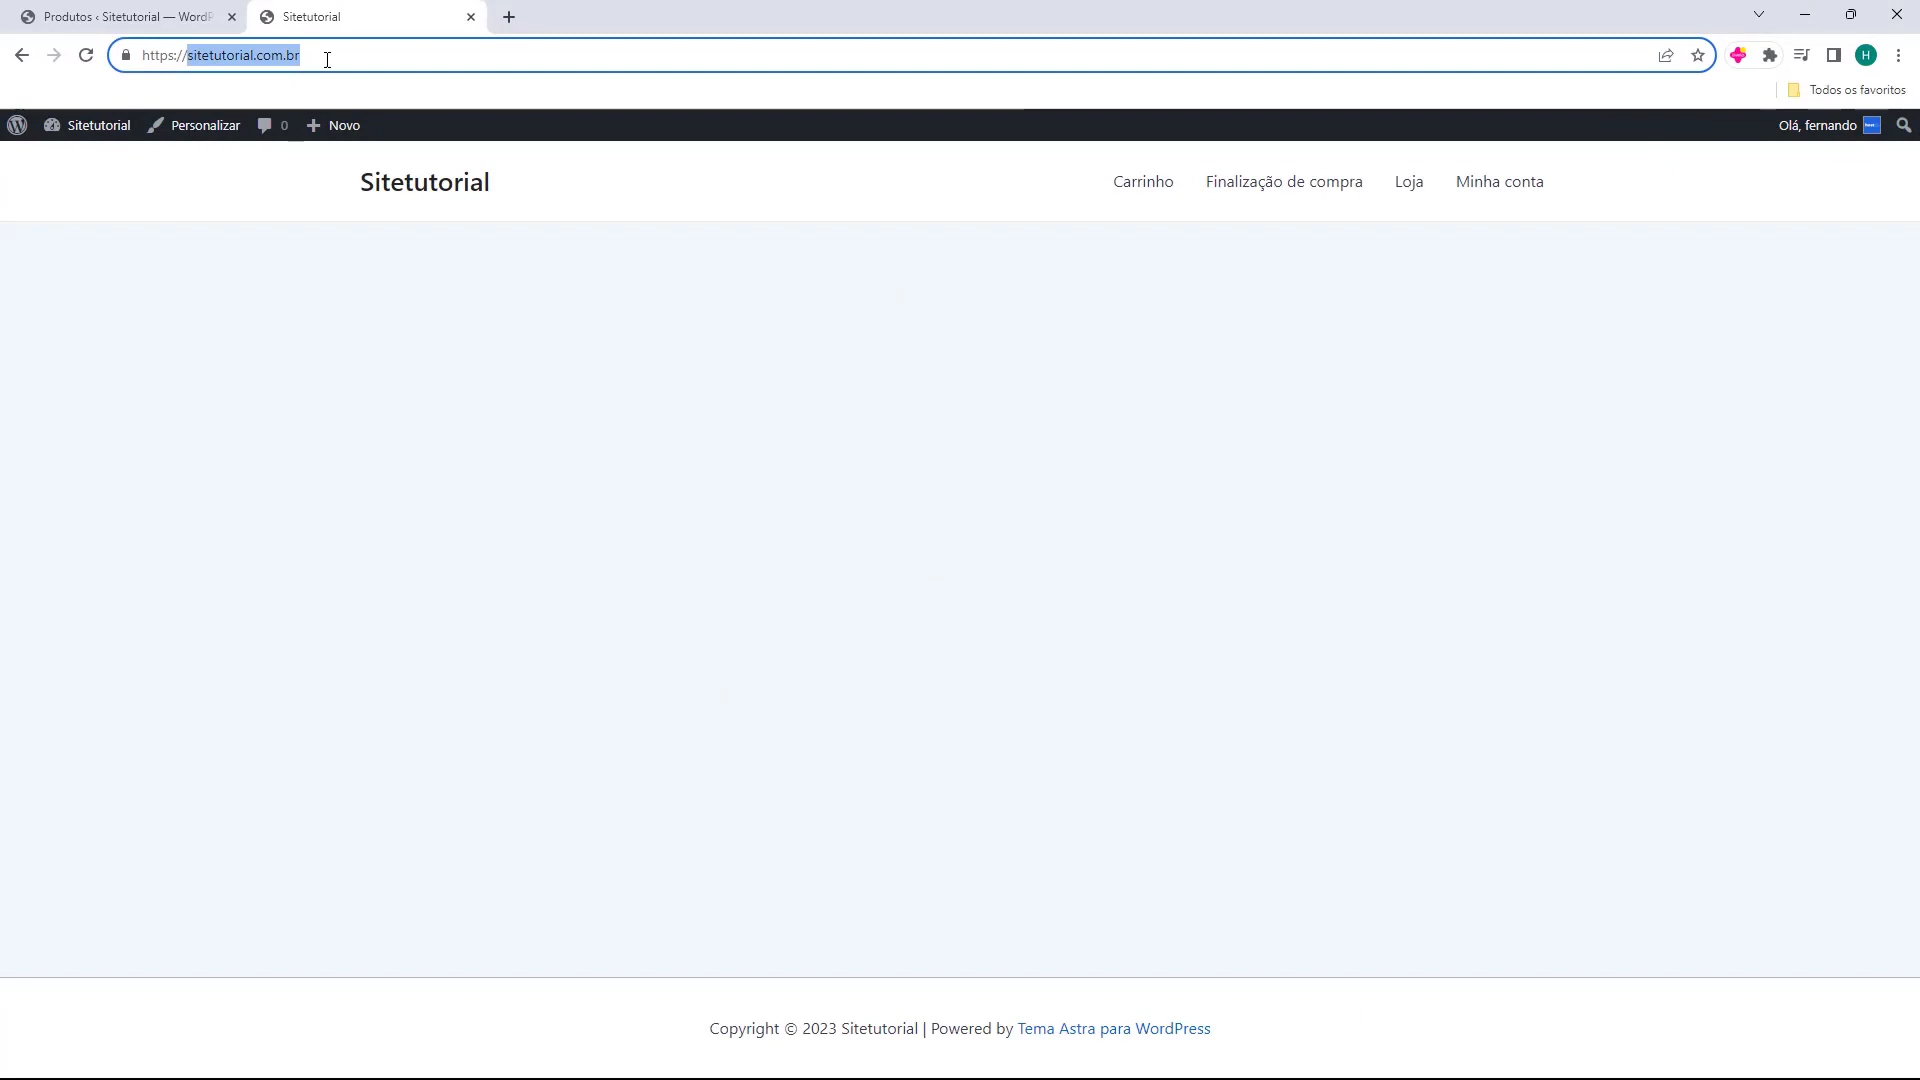 Produtos ‹ Sitetutorial — WordP
Sitetutorial
https://sitetutorial.com.br
H
Todos os favoritos
Sitetutorial
Personalizar
0
Novo
Olá, fernando
Sitetutorial
Carrinho
Finalização de compra
Loja
Minha conta
Copyright © 2023 Sitetutorial | Powered by Tema Astra para WordPress